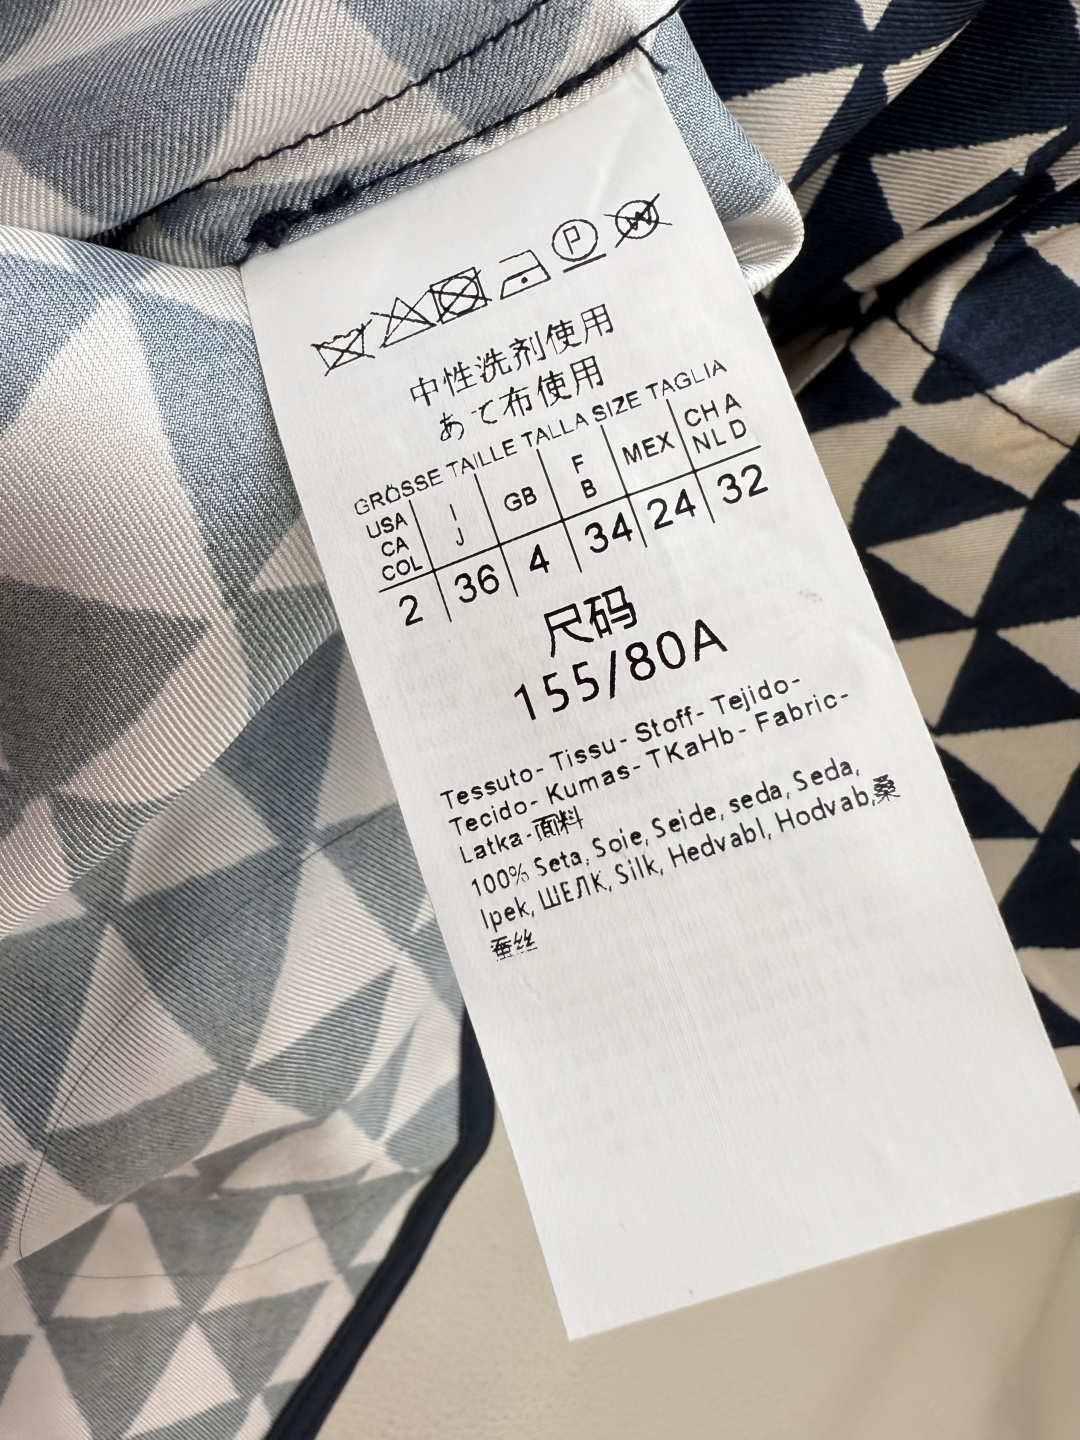 中性洗剂使用
あて布使用
GRÖSSE TAILLE TALLA SIZE TAGLIA
USA CA COL I J GB F B MEX CH A NL D
2 36 4 34 24 32
尺码
155/80A
Tessuto- Tissu- Stoff- Tejido-
Tecido- Kumas- TKaHb- Fabric-
Latka-面料
100% Seta, Soie, Seide, seda, Seda,
Ipek, ШЕЛК, Silk, Hedvabl, Hodvab,桑
蚕丝